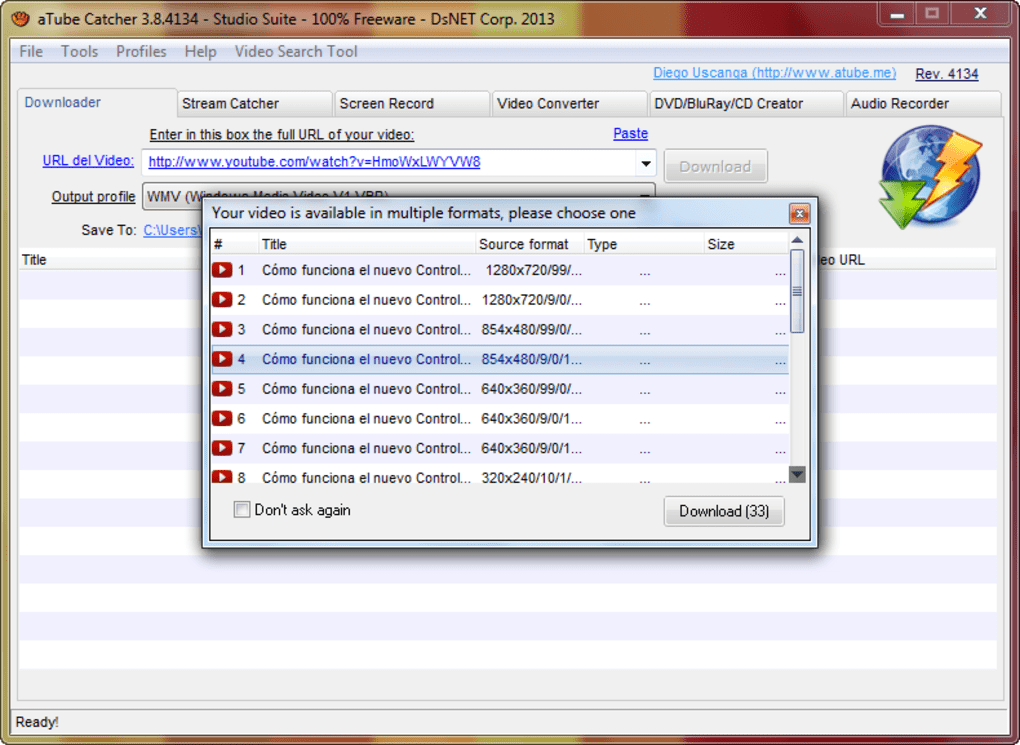 aTube Catcher 3.8.4134 - Studio Suite - 100% Freeware - DsNET Corp. 2013
File Tools Profiles Help Video Search Tool
Diego Uscanga (http://www.atube.me) Rev. 4134
Downloader Stream Catcher Screen Record Video Converter DVD/BluRay/CD Creator Audio Recorder
Enter in this box the full URL of your video: Paste
URL del Video: http://www.youtube.com/watch?v=HmoWxLWYVW8 Download
Output profile WMV (Windows Media Video V1 VBR)
Save To: C:\Users\
Title URL
Your video is available in multiple formats, please choose one
# Title Source format Type Size
1 Cómo funciona el nuevo Control... 1280x720/99/... ... ...
2 Cómo funciona el nuevo Control... 1280x720/9/0/... ... ...
3 Cómo funciona el nuevo Control... 854x480/99/0/... ... ...
4 Cómo funciona el nuevo Control... 854x480/9/0/1... ... ...
5 Cómo funciona el nuevo Control... 640x360/99/0/... ... ...
6 Cómo funciona el nuevo Control... 640x360/9/0/1... ... ...
7 Cómo funciona el nuevo Control... 640x360/9/0/1... ... ...
8 Cómo funciona el nuevo Control... 320x240/10/1/... ... ...
Don't ask again Download (33)
Ready!